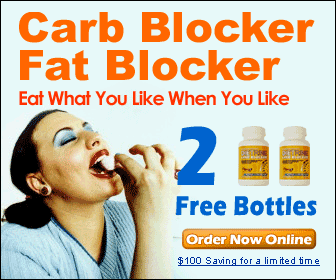 Carb Blocker
Fat Blocker
Eat What You Like When You Like
2
Free Bottles
Order Now Online
$100 Saving for a limited time